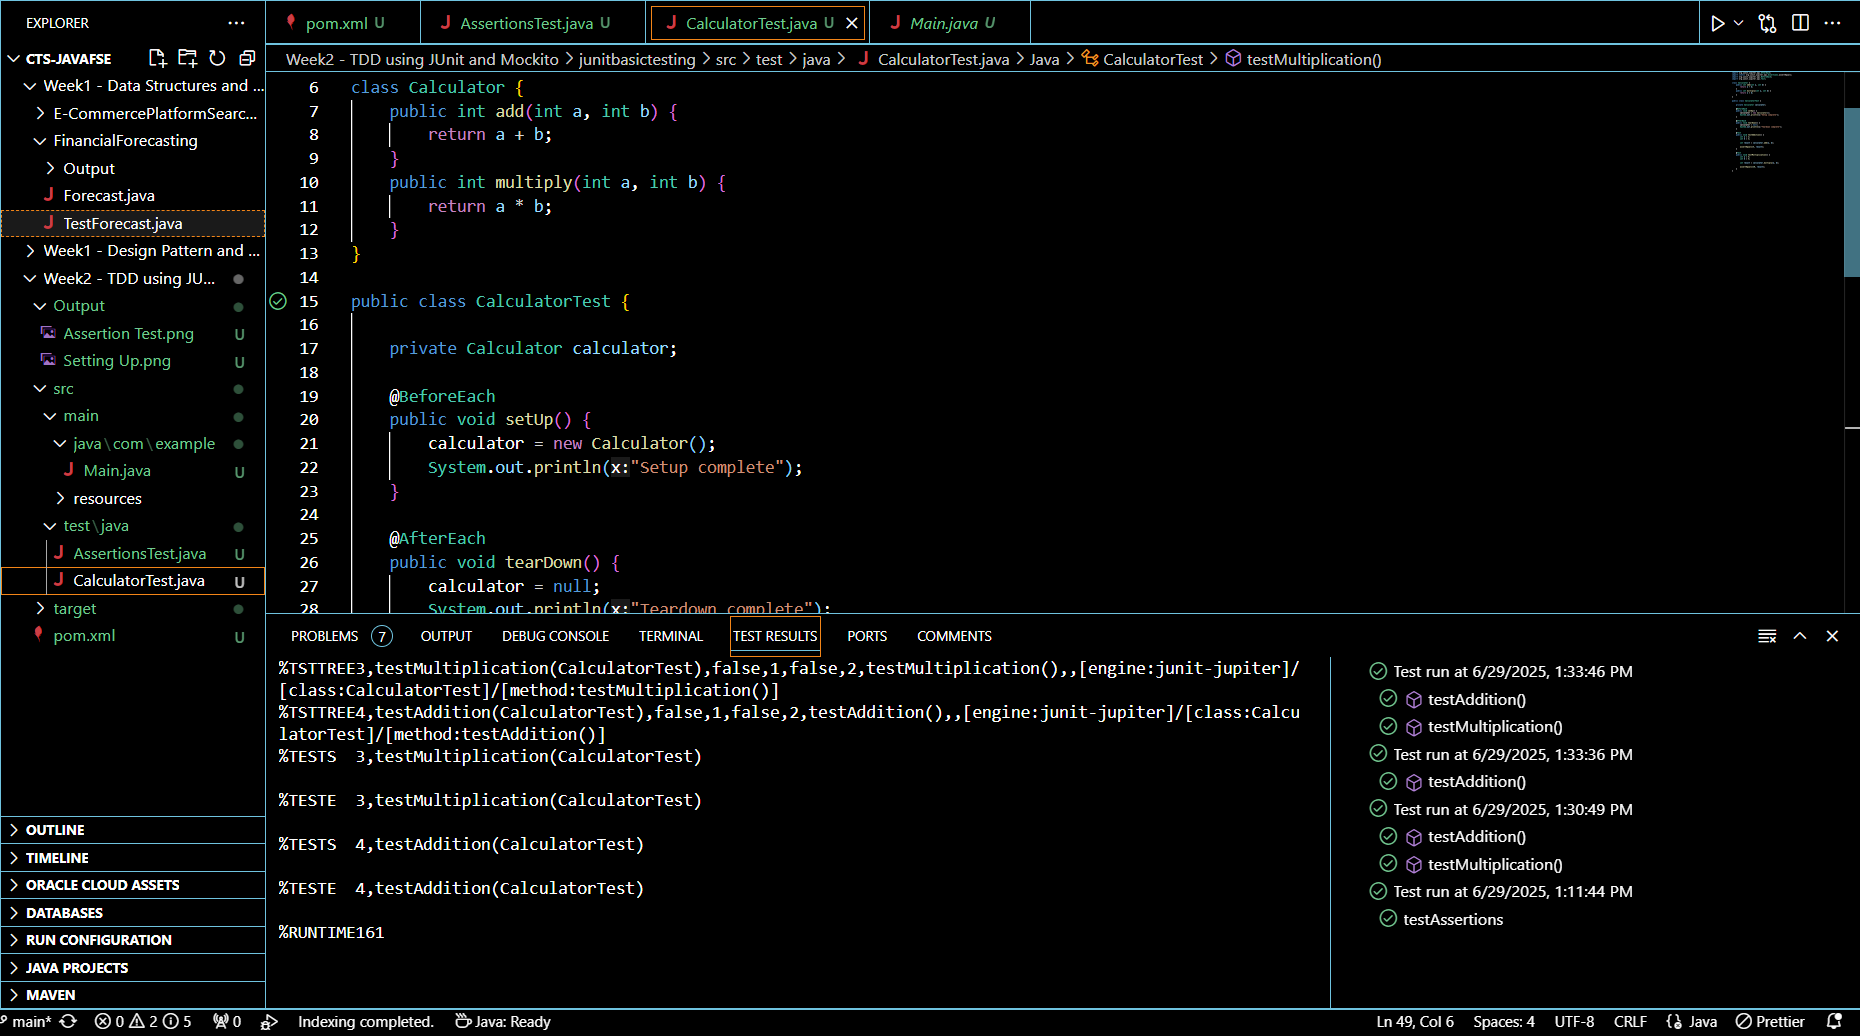 EXPLORER
pom.xml U
AssertionsTest.java U
CalculatorTest.java U
Main.java U
CTS-JAVAFSE
Week1 - Data Structures and ...
E-CommercePlatformSearc...
FinancialForecasting
Output
Forecast.java
TestForecast.java
Week1 - Design Pattern and ...
Week2 - TDD using JU...
Output
Assertion Test.png U
Setting Up.png U
src
main
java\com\example
Main.java U
resources
test\java
AssertionsTest.java U
CalculatorTest.java U
target
pom.xml U
OUTLINE
TIMELINE
ORACLE CLOUD ASSETS
DATABASES
RUN CONFIGURATION
JAVA PROJECTS
MAVEN
Week2 - TDD using JUnit and Mockito > junitbasictesting > src > test > java > CalculatorTest.java > Java > CalculatorTest > testMultiplication()
6 class Calculator {
7 public int add(int a, int b) {
8 return a + b;
9 }
10 public int multiply(int a, int b) {
11 return a * b;
12 }
13 }
14
15 public class CalculatorTest {
16
17 private Calculator calculator;
18
19 @BeforeEach
20 public void setUp() {
21 calculator = new Calculator();
22 System.out.println(x:"Setup complete");
23 }
24
25 @AfterEach
26 public void tearDown() {
27 calculator = null;
28 System.out.println(x:"Teardown complete");
PROBLEMS 7 OUTPUT DEBUG CONSOLE TERMINAL TEST RESULTS PORTS COMMENTS
%TSTTREE3,testMultiplication(CalculatorTest),false,1,false,2,testMultiplication(),,[engine:junit-jupiter]/
[class:CalculatorTest]/[method:testMultiplication()]
%TSTTREE4,testAddition(CalculatorTest),false,1,false,2,testAddition(),,[engine:junit-jupiter]/[class:Calcu
latorTest]/[method:testAddition()]
%TESTS 3,testMultiplication(CalculatorTest)
%TESTE 3,testMultiplication(CalculatorTest)
%TESTS 4,testAddition(CalculatorTest)
%TESTE 4,testAddition(CalculatorTest)
%RUNTIME161
Test run at 6/29/2025, 1:33:46 PM
testAddition()
testMultiplication()
Test run at 6/29/2025, 1:33:36 PM
testAddition()
Test run at 6/29/2025, 1:30:49 PM
testAddition()
testMultiplication()
Test run at 6/29/2025, 1:11:44 PM
testAssertions
main* 0 2 5 0 Indexing completed. Java: Ready Ln 49, Col 6 Spaces: 4 UTF-8 CRLF {} Java Prettier